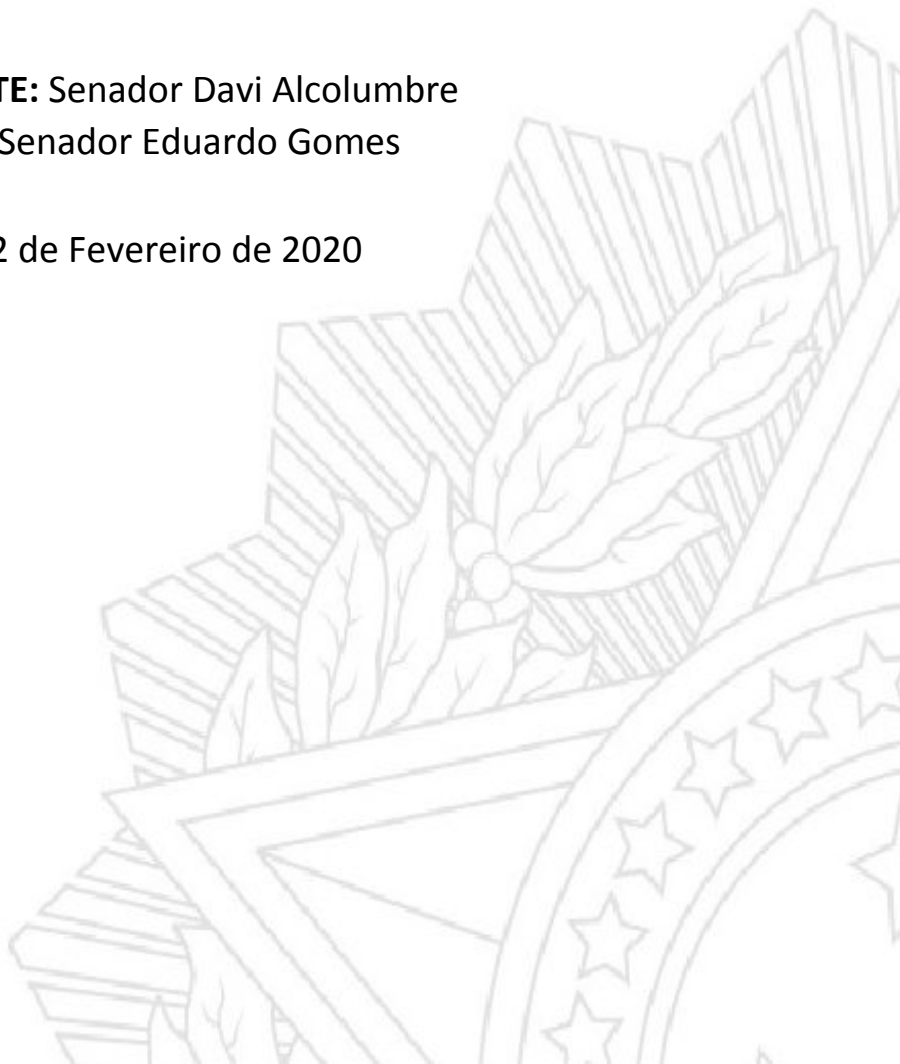 TE: Senador Davi Alcolumbre
Senador Eduardo Gomes
2 de Fevereiro de 2020